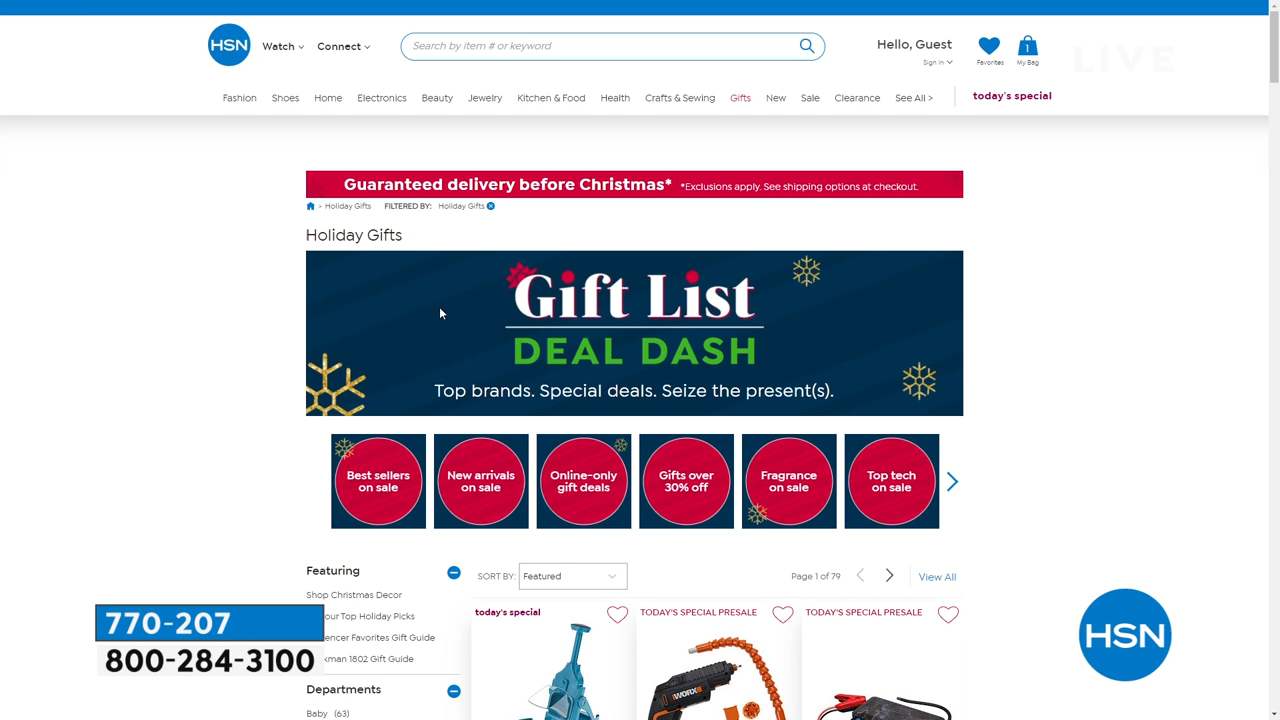 HSN
Watch
Connect
Search by item # or keyword
Hello, Guest
Sign In
Favorites
1
My Bag
LIVE
Fashion Shoes Home Electronics Beauty Jewelry Kitchen & Food Health Crafts & Sewing Gifts New Sale Clearance See All > today's special
Guaranteed delivery before Christmas* *Exclusions apply. See shipping options at checkout.
> Holiday Gifts FILTERED BY: Holiday Gifts
Holiday Gifts
Gift List
DEAL DASH
Top brands. Special deals. Seize the present(s).
Best sellers
on sale
New arrivals
on sale
Online-only
gift deals
Gifts over
30% off
Fragrance
on sale
Top tech
on sale
Featuring
SORT BY: Featured
Page 1 of 79
View All
Shop Christmas Decor
our Top Holiday Picks
encer Favorites Gift Guide
kman 1802 Gift Guide
Departments
Baby (63)
today's special
TODAY'S SPECIAL PRESALE
TODAY'S SPECIAL PRESALE
WORX
770-207
800-284-3100
HSN